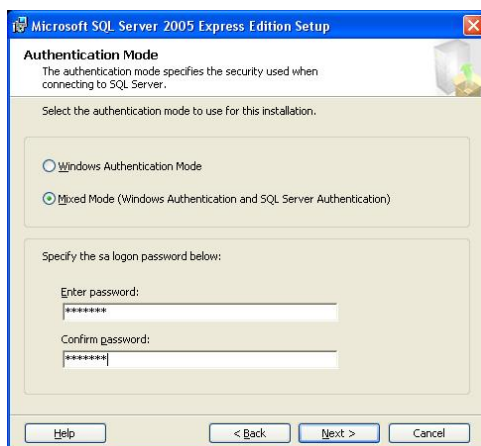 Microsoft SQL Server 2005 Express Edition Setup
Authentication Mode
The authentication mode specifies the security used when
connecting to SQL Server.
Select the authentication mode to use for this installation.
Windows Authentication Mode
Mixed Mode (Windows Authentication and SQL Server Authentication)
Specify the sa logon password below:
Enter password:
*******
Confirm password:
*******
Help
< Back
Next >
Cancel